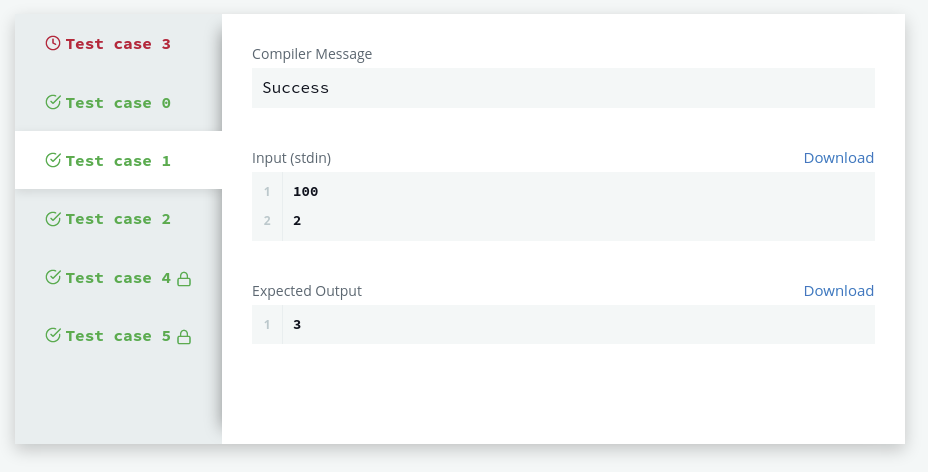 Test case 3
Test case 0
Test case 1
Test case 2
Test case 4
Test case 5
Compiler Message
Success
Input (stdin)
Download
1 100
2 2
Expected Output
Download
1 3